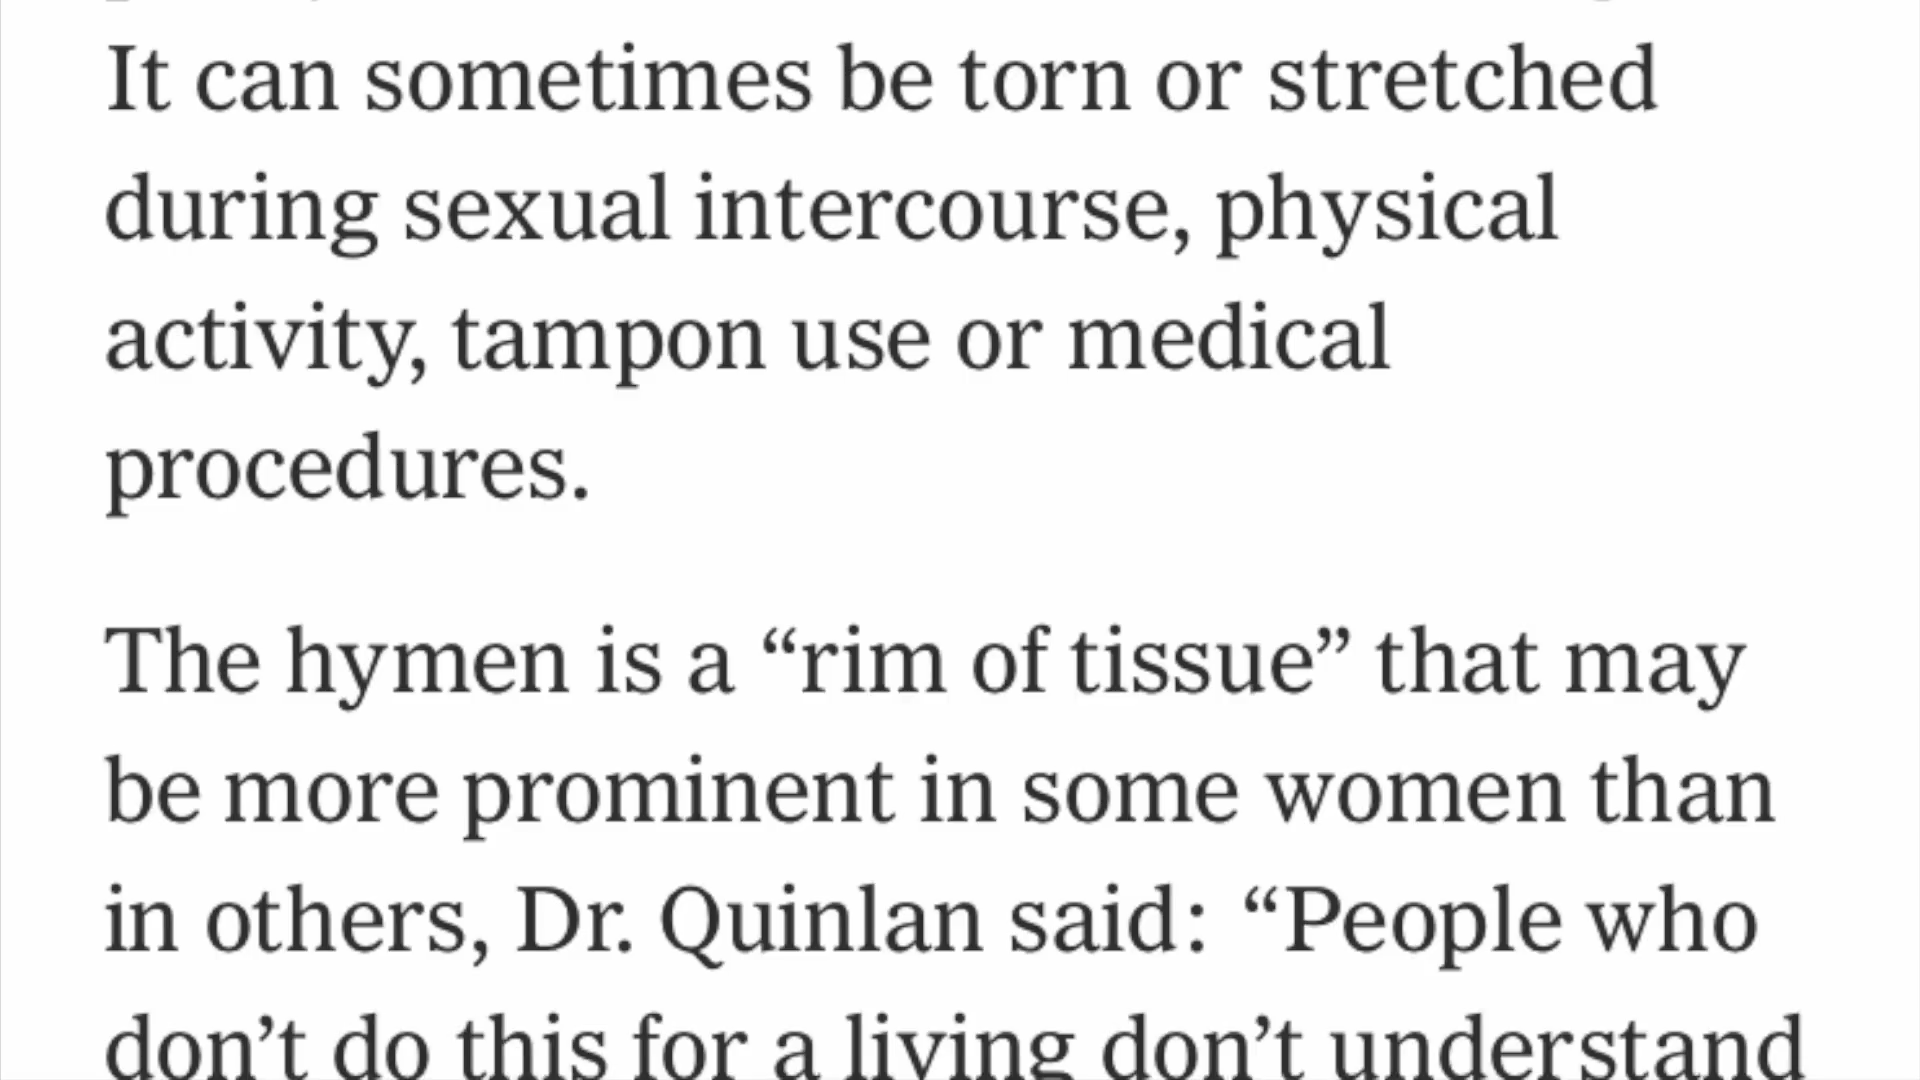 It can sometimes be torn or stretched
during sexual intercourse, physical
activity, tampon use or medical
procedures.
The hymen is a “rim of tissue” that may
be more prominent in some women than
in others, Dr. Quinlan said: “People who
don’t do this for a living don’t understand